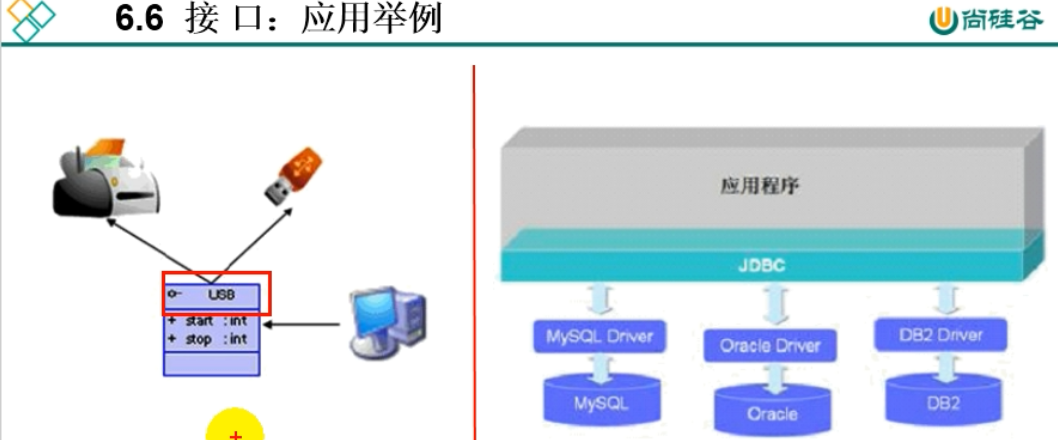 6.6 接 口：应用举例
尚硅谷
USB
+ start : int
+ stop : int
应用程序
JDBC
MySQL Driver
Oracle Driver
DB2 Driver
MySQL
Oracle
DB2